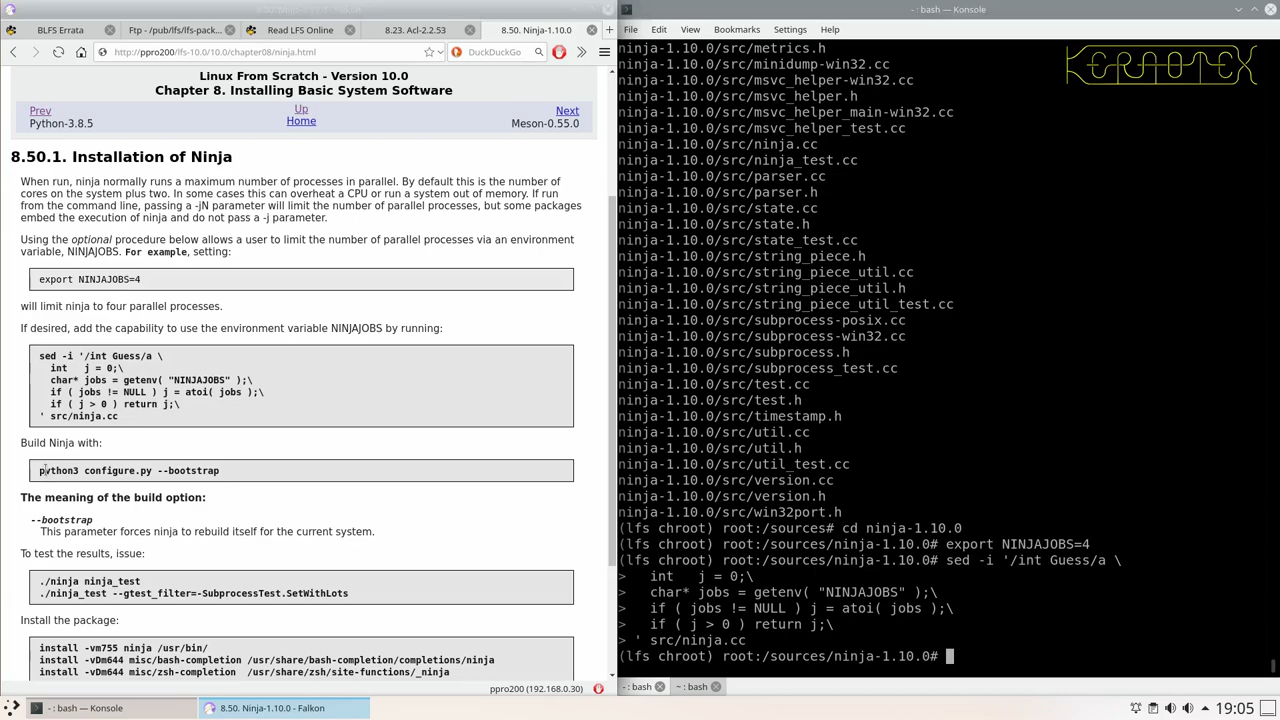 BLFS Errata
Ftp - /pub/lfs/lfs-pack...
Read LFS Online
8.23. Acl-2.2.53
8.50. Ninja-1.10.0
http://ppro200/lfs-10.0/10.0/chapter08/ninja.html
DuckDuckGo
Linux From Scratch - Version 10.0
Chapter 8. Installing Basic System Software
Prev
Up
Next
Python-3.8.5
Home
Meson-0.55.0
8.50.1. Installation of Ninja
When run, ninja normally runs a maximum number of processes in parallel. By default this is the number of
cores on the system plus two. In some cases this can overheat a CPU or run a system out of memory. If run
from the command line, passing a -jN parameter will limit the number of parallel processes, but some packages
embed the execution of ninja and do not pass a -j parameter.
Using the optional procedure below allows a user to limit the number of parallel processes via an environment
variable, NINJAJOBS. For example, setting:
export NINJAJOBS=4
will limit ninja to four parallel processes.
If desired, add the capability to use the environment variable NINJAJOBS by running:
sed -i '/int Guess/a \
  int   j = 0;\
  char* jobs = getenv( "NINJAJOBS" );\
  if ( jobs != NULL ) j = atoi( jobs );\
  if ( j > 0 ) return j;\
' src/ninja.cc
Build Ninja with:
python3 configure.py --bootstrap
The meaning of the build option:
--bootstrap
This parameter forces ninja to rebuild itself for the current system.
To test the results, issue:
./ninja ninja_test
./ninja_test --gtest_filter=-SubprocessTest.SetWithLots
Install the package:
install -vm755 ninja /usr/bin/
install -vDm644 misc/bash-completion /usr/share/bash-completion/completions/ninja
install -vDm644 misc/zsh-completion  /usr/share/zsh/site-functions/_ninja
ppro200 (192.168.0.30)
- : bash — Konsole
File
Edit
View
Bookmarks
Settings
Help
KERAOTEX
ninja-1.10.0/src/metrics.h
ninja-1.10.0/src/minidump-win32.cc
ninja-1.10.0/src/msvc_helper-win32.cc
ninja-1.10.0/src/msvc_helper.h
ninja-1.10.0/src/msvc_helper_main-win32.cc
ninja-1.10.0/src/msvc_helper_test.cc
ninja-1.10.0/src/ninja.cc
ninja-1.10.0/src/ninja_test.cc
ninja-1.10.0/src/parser.cc
ninja-1.10.0/src/parser.h
ninja-1.10.0/src/state.cc
ninja-1.10.0/src/state.h
ninja-1.10.0/src/state_test.cc
ninja-1.10.0/src/string_piece.h
ninja-1.10.0/src/string_piece_util.cc
ninja-1.10.0/src/string_piece_util.h
ninja-1.10.0/src/string_piece_util_test.cc
ninja-1.10.0/src/subprocess-posix.cc
ninja-1.10.0/src/subprocess-win32.cc
ninja-1.10.0/src/subprocess.h
ninja-1.10.0/src/subprocess_test.cc
ninja-1.10.0/src/test.cc
ninja-1.10.0/src/test.h
ninja-1.10.0/src/timestamp.h
ninja-1.10.0/src/util.cc
ninja-1.10.0/src/util.h
ninja-1.10.0/src/util_test.cc
ninja-1.10.0/src/version.cc
ninja-1.10.0/src/version.h
ninja-1.10.0/src/win32port.h
(lfs chroot) root:/sources# cd ninja-1.10.0
(lfs chroot) root:/sources/ninja-1.10.0# export NINJAJOBS=4
(lfs chroot) root:/sources/ninja-1.10.0# sed -i '/int Guess/a \
>   int   j = 0;\
>   char* jobs = getenv( "NINJAJOBS" );\
>   if ( jobs != NULL ) j = atoi( jobs );\
>   if ( j > 0 ) return j;\
> ' src/ninja.cc
(lfs chroot) root:/sources/ninja-1.10.0#
- : bash
~ : bash
- : bash — Konsole
8.50. Ninja-1.10.0 - Falkon
19:05